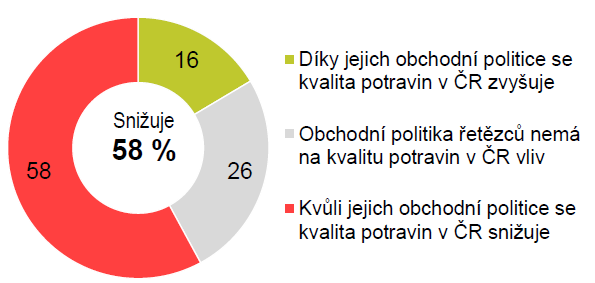 16
26
58
Snižuje
58 %
Díky jejich obchodní politice se
kvalita potravin v ČR zvyšuje
Obchodní politika řetězců nemá
na kvalitu potravin v ČR vliv
Kvůli jejich obchodní politice se
kvalita potravin v ČR snižuje